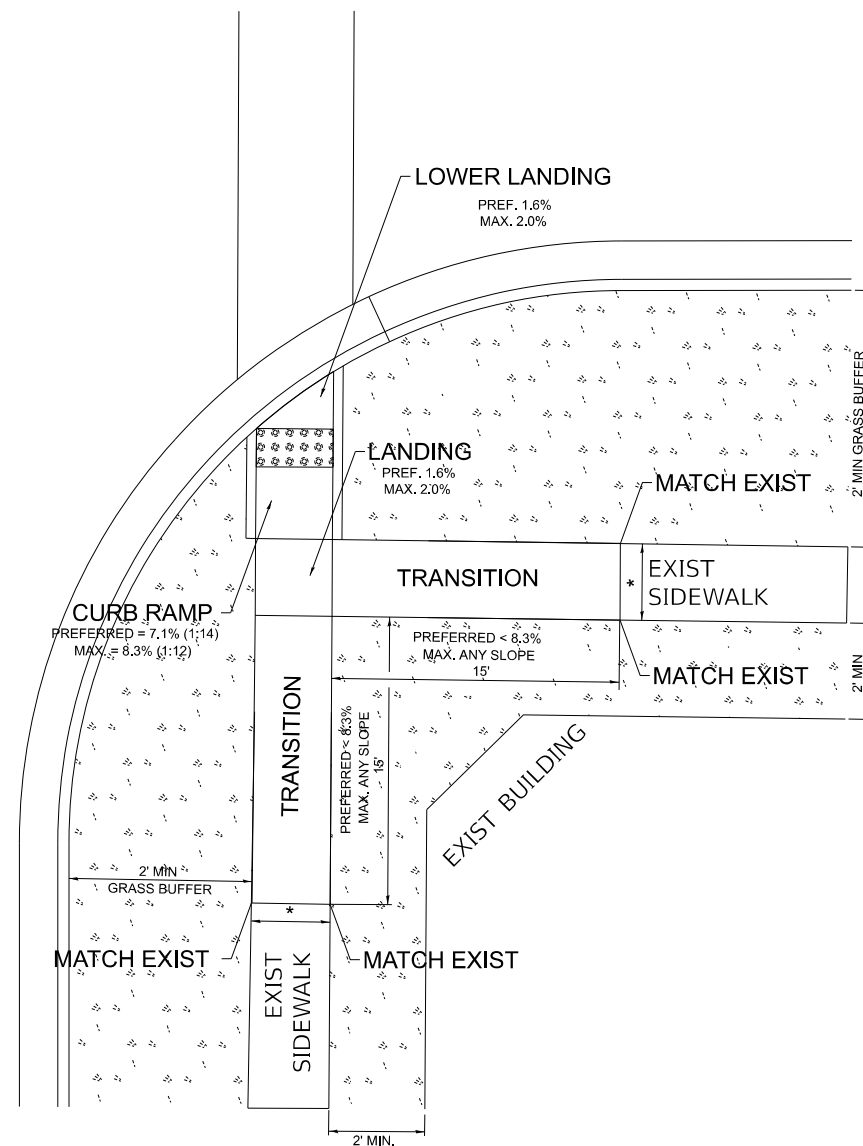 LOWER LANDING
PREF. 1.6%
MAX. 2.0%
2' MIN GRASS BUFFER
LANDING
PREF. 1.6%
MAX. 2.0%
MATCH EXIST
TRANSITION
*
EXIST
SIDEWALK
CURB RAMP
PREFERRED = 7.1% (1:14)
MAX. = 8.3% (1:12)
PREFERRED < 8.3%
MAX. ANY SLOPE
15'
MATCH EXIST
2' MIN
TRANSITION
PREFERRED < 8.3%
MAX. ANY SLOPE
15'
EXIST BUILDING
2' MIN
GRASS BUFFER
*
MATCH EXIST
MATCH EXIST
EXIST
SIDEWALK
2' MIN.